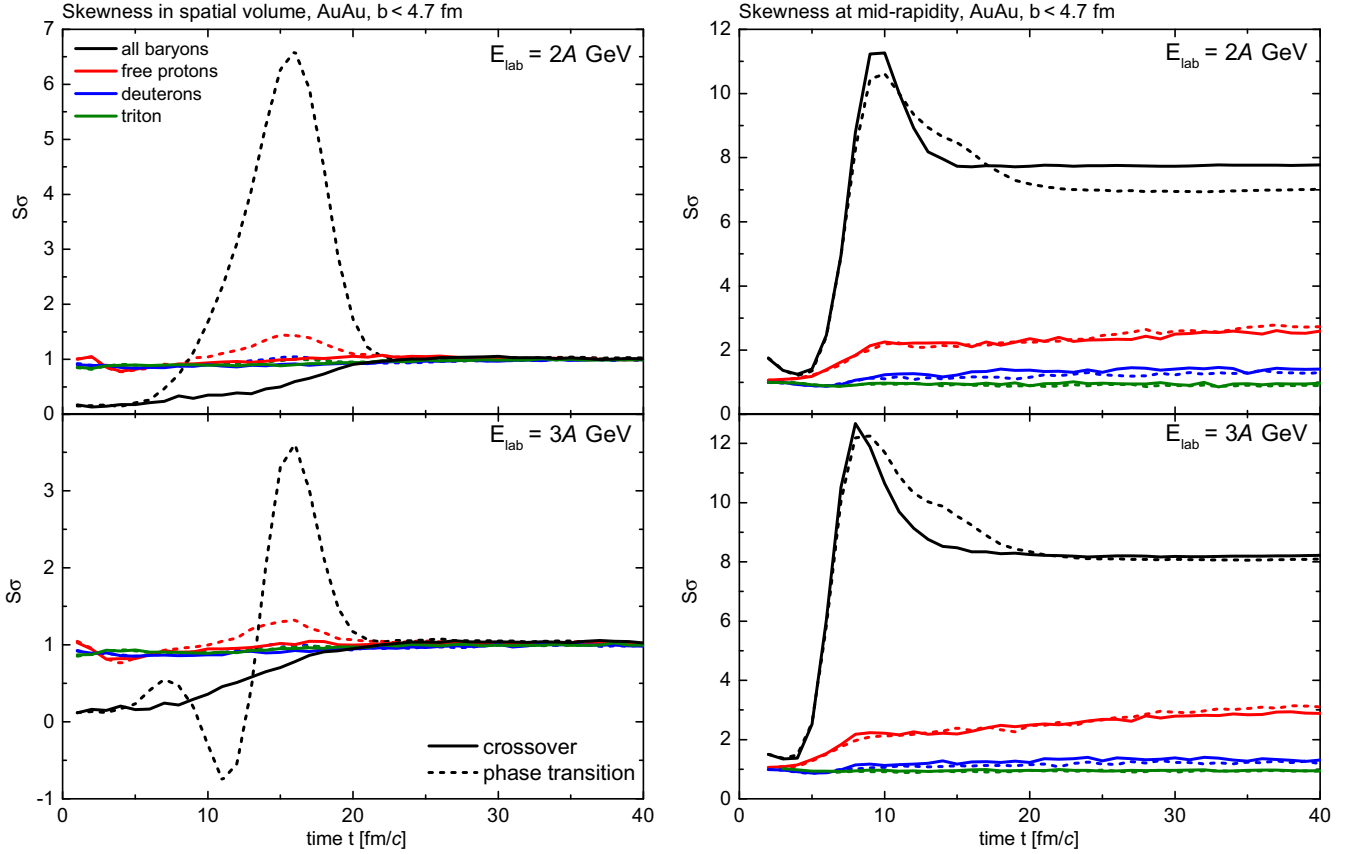 Skewness in spatial volume, AuAu, b < 4.7 fm
7
6
5
4
3
2
1
0
Sσ
all baryons
free protons
deuterons
triton
E_lab = 2A GeV
3
2
1
0
-1
Sσ
E_lab = 3A GeV
crossover
phase transition
0 10 20 30 40
time t [fm/c]
Skewness at mid-rapidity, AuAu, b < 4.7 fm
12
10
8
6
4
2
0
Sσ
E_lab = 2A GeV
12
10
8
6
4
2
0
Sσ
E_lab = 3A GeV
0 10 20 30 40
time t [fm/c]